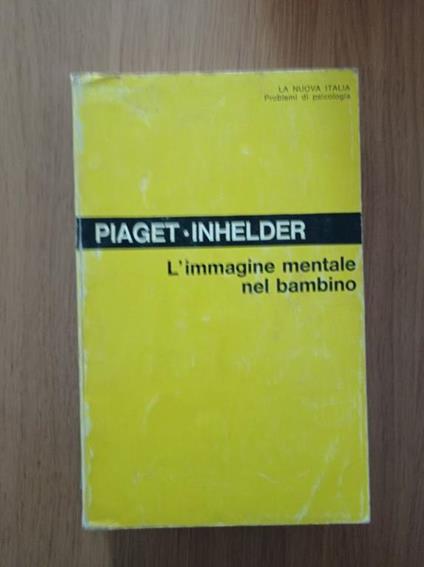 LA NUOVA ITALIA
Problemi di psicologia
PIAGET·INHELDER
L'immagine mentale
nel bambino